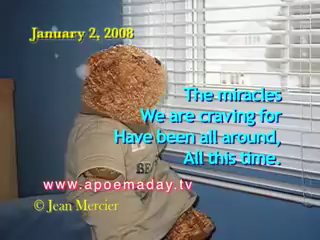 January 2, 2008
The miracles
We are craving for
Have been all around,
All this time.
BE
www.apoemaday.tv
© Jean Mercier